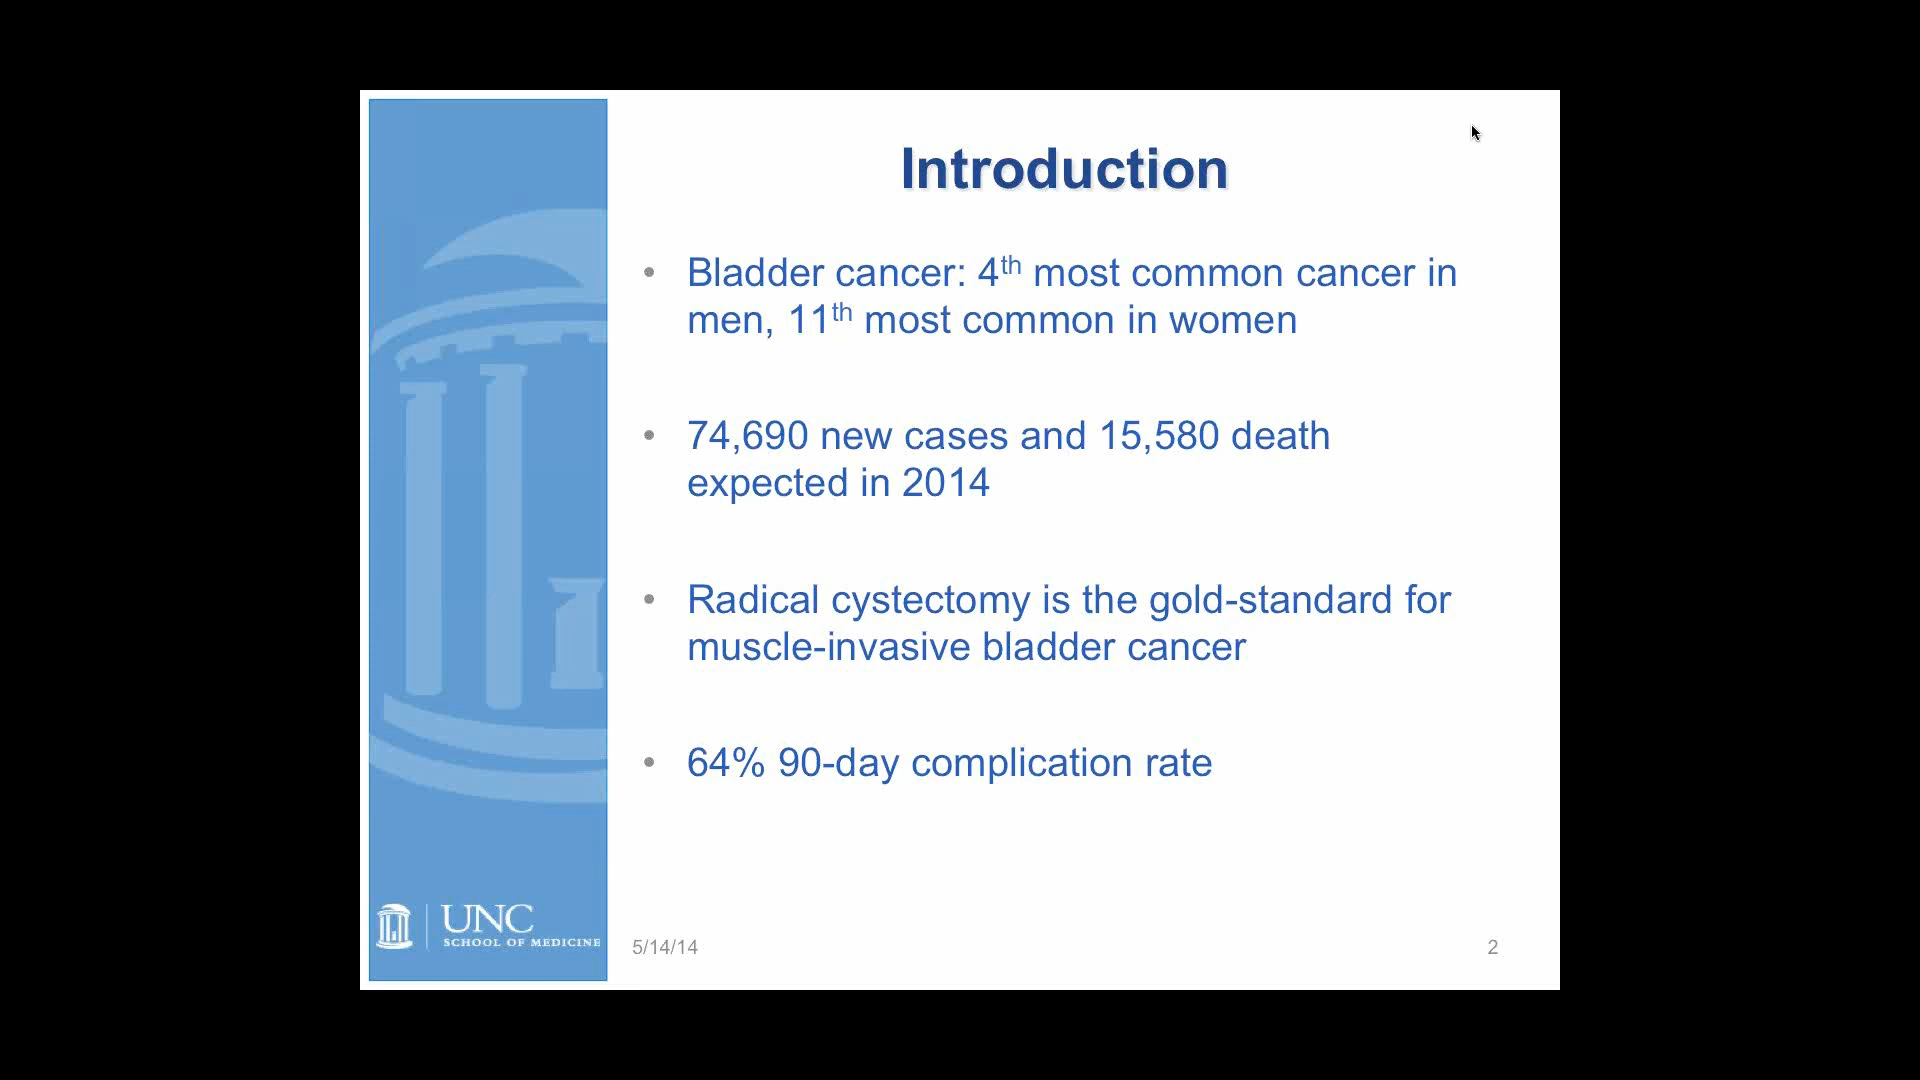 Introduction
• Bladder cancer: 4th most common cancer in
men, 11th most common in women
• 74,690 new cases and 15,580 death
expected in 2014
• Radical cystectomy is the gold-standard for
muscle-invasive bladder cancer
• 64% 90-day complication rate
UNC
SCHOOL OF MEDICINE
5/14/14
2